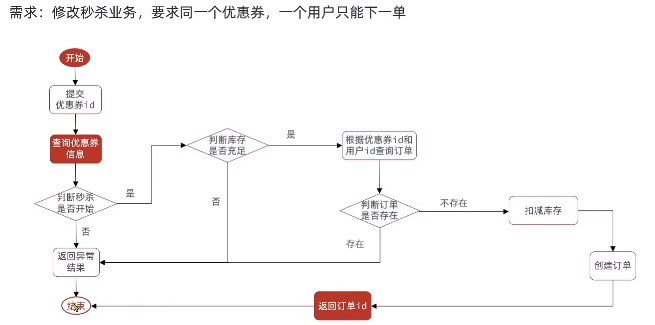 需求：修改秒杀业务，要求同一个优惠券，一个用户只能下一单
开始
提交
优惠券id
查询优惠券
信息
判断秒杀
是否开始
是
否
返回异常
结果
结束
判断库存
是否充足
是
否
根据优惠券id和
用户id查询订单
判断订单
是否存在
不存在
存在
扣减库存
创建订单
返回订单id